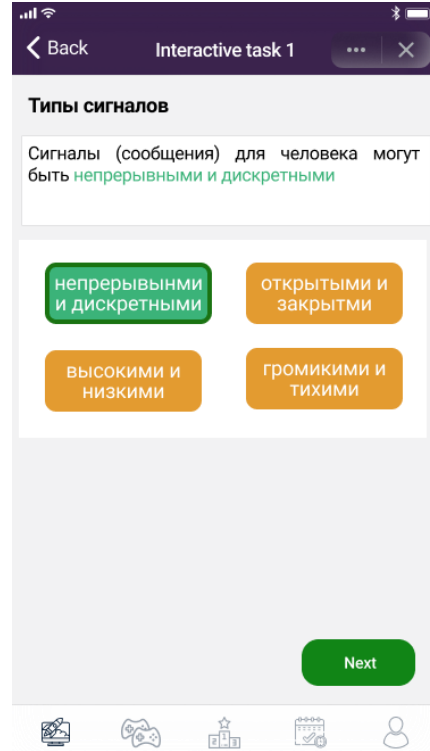 Back
Interactive task 1
Типы сигналов
Сигналы (сообщения) для человека могут
быть непрерывными и дискретными
непрерывынми
и дискретными
открытыми и
закрытми
высокими и
низкими
громикими и
тихими
Next